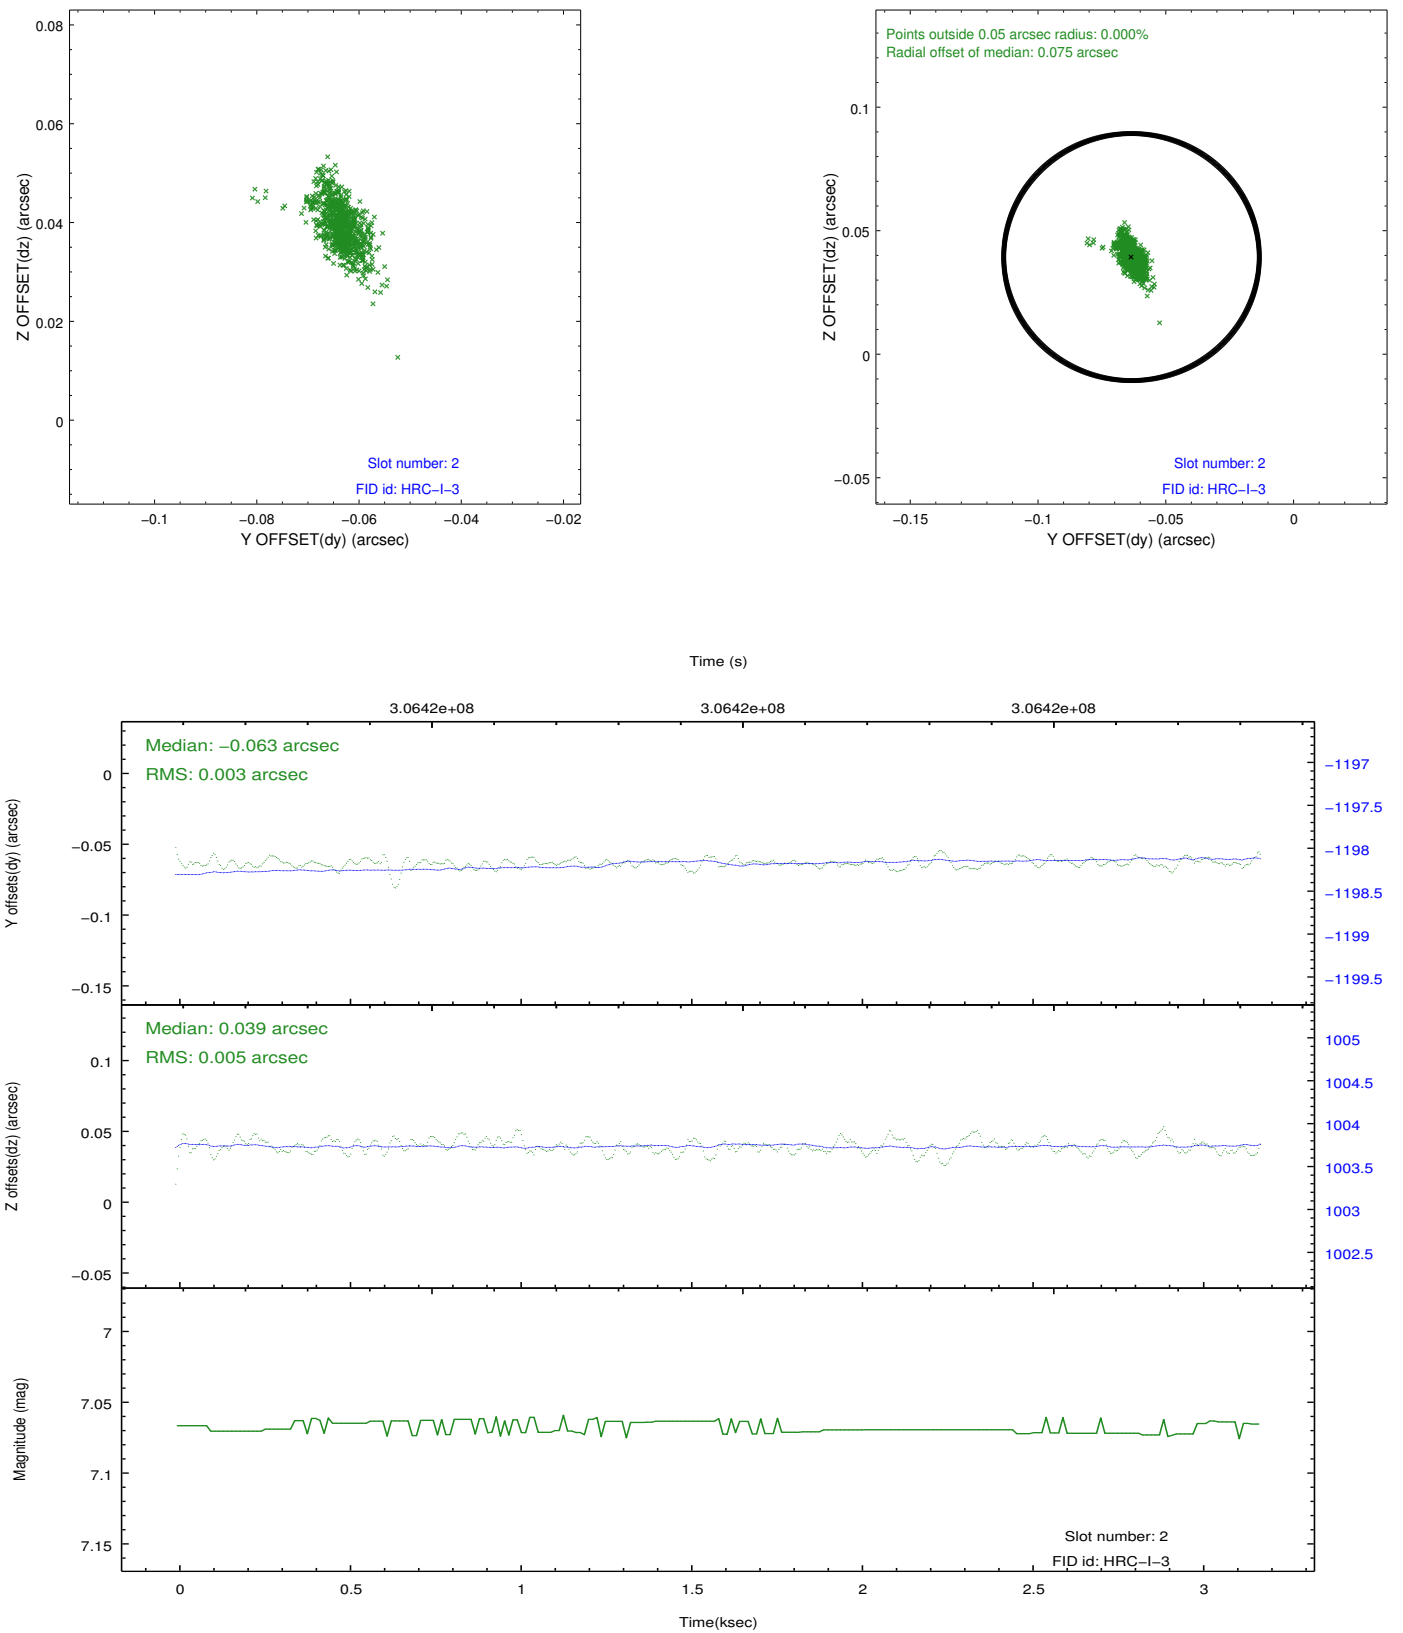 0.08
0.06
0.04
0.02
0
Z OFFSET(dz) (arcsec)
Slot number: 2
FID id: HRC−I−3
−0.1
−0.08
−0.06
−0.04
−0.02
Y OFFSET(dy) (arcsec)
Points outside 0.05 arcsec radius: 0.000%
Radial offset of median: 0.075 arcsec
0.1
0.05
0
−0.05
Z OFFSET(dz) (arcsec)
Slot number: 2
FID id: HRC−I−3
−0.15
−0.1
−0.05
0
Y OFFSET(dy) (arcsec)
Time (s)
3.0642e+08
3.0642e+08
3.0642e+08
Median: −0.063 arcsec
RMS: 0.003 arcsec
0
−0.05
−0.1
−0.15
Y offsets(dy) (arcsec)
−1197
−1197.5
−1198
−1198.5
−1199
−1199.5
Median: 0.039 arcsec
RMS: 0.005 arcsec
0.1
0.05
0
−0.05
Z offsets(dz) (arcsec)
1005
1004.5
1004
1003.5
1003
1002.5
7
7.05
7.1
7.15
Magnitude (mag)
Slot number: 2
FID id: HRC−I−3
0
0.5
1
1.5
2
2.5
3
Time(ksec)